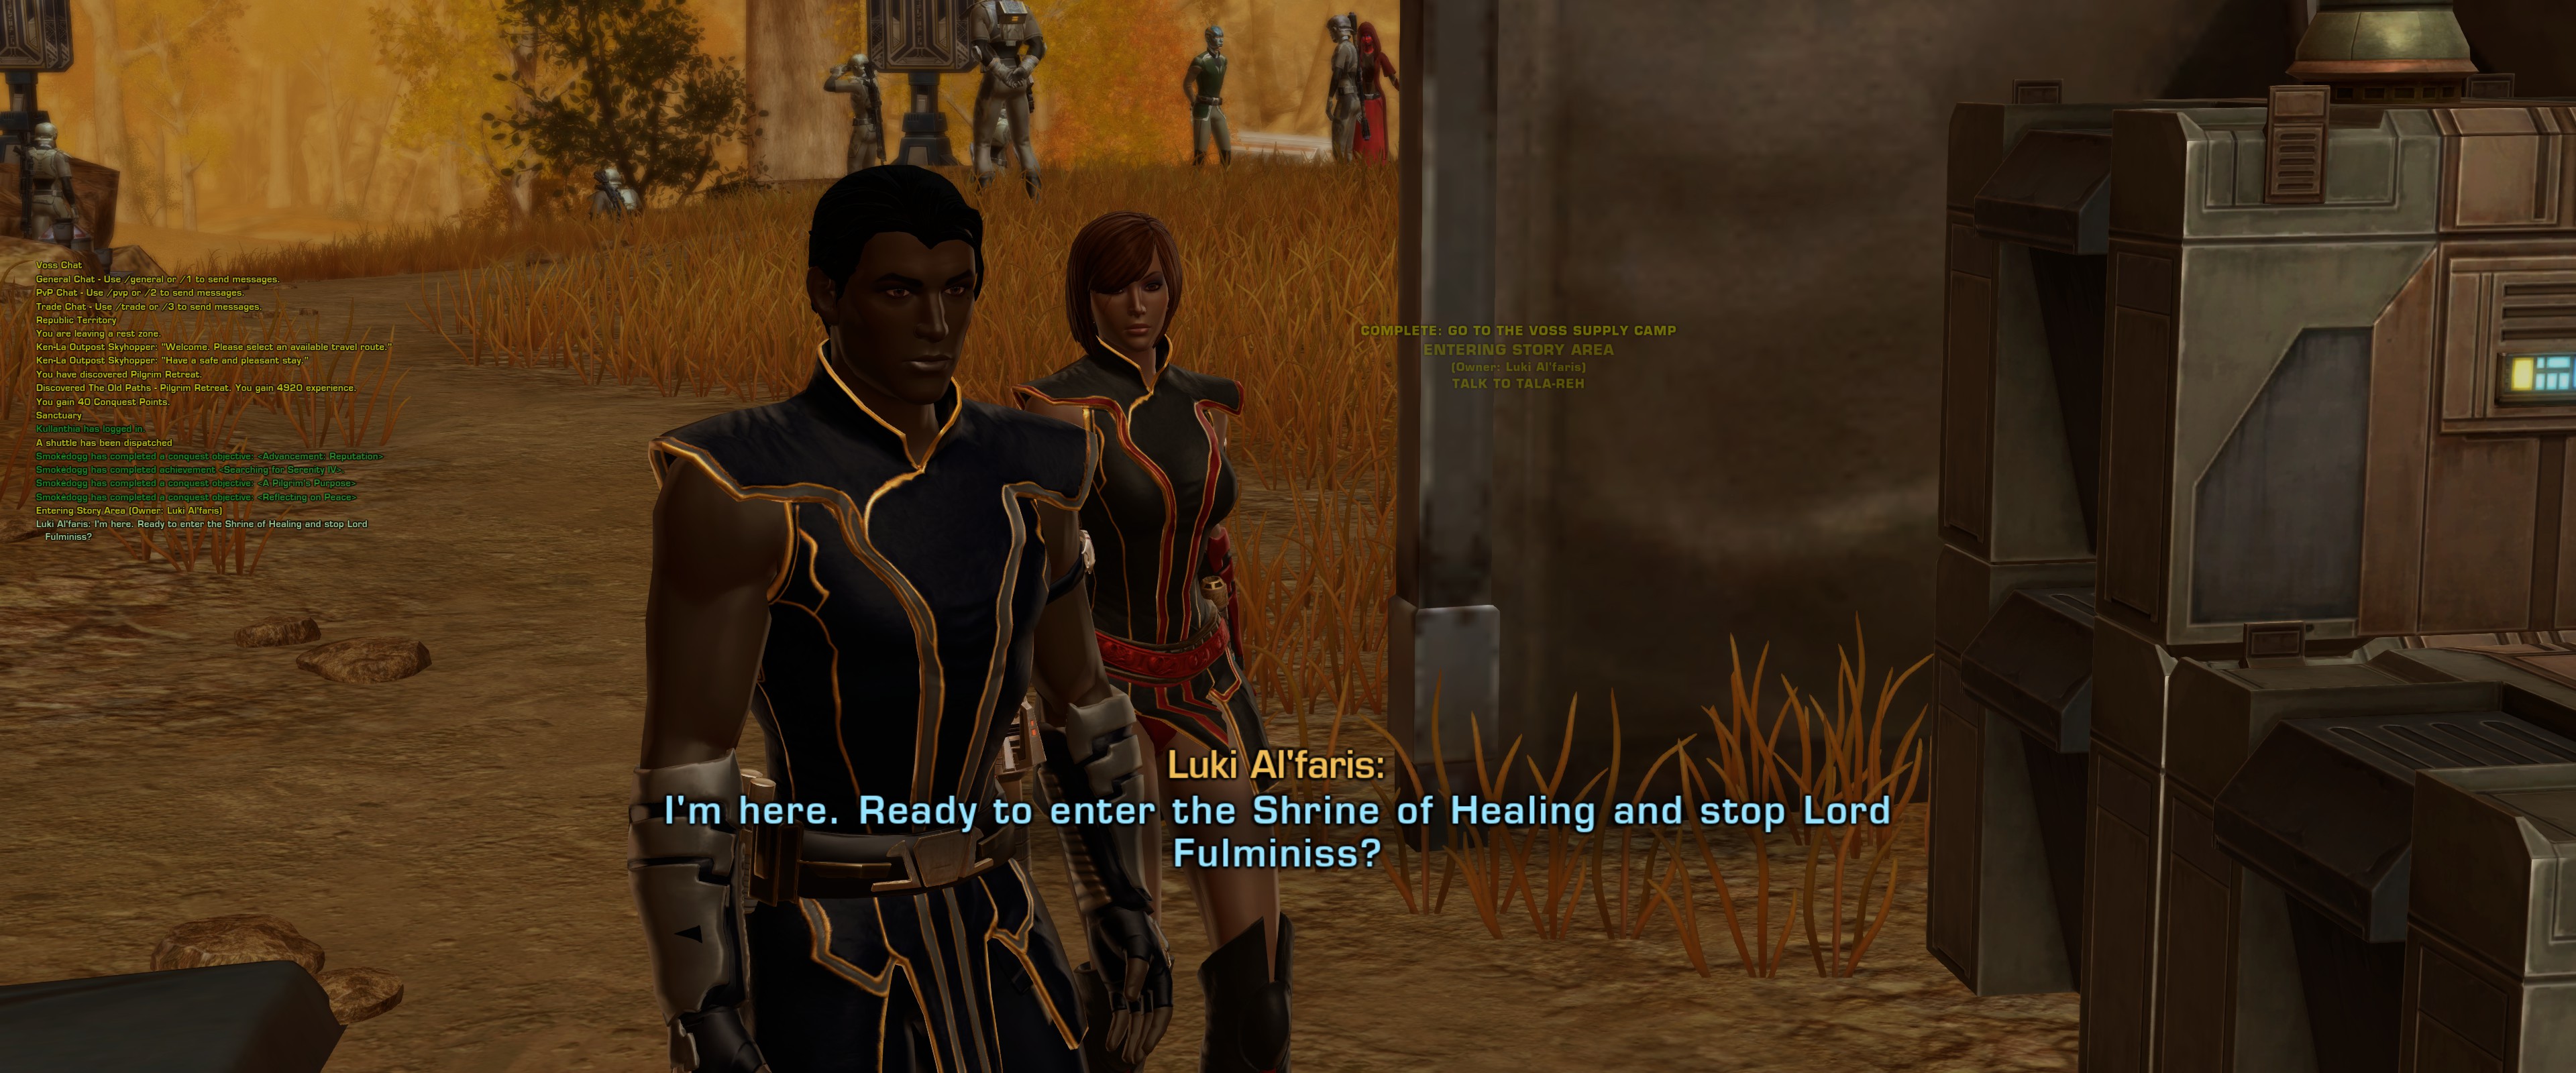 Voss Chat
General Chat - Use /general or /1 to send messages.
PvP Chat - Use /pvp or /2 to send messages.
Trade Chat - Use /trade or /3 to send messages.
Republic Territory
You are leaving a rest zone.
Ken-La Outpost Skyhopper: "Welcome. Please select an available travel route."
Ken-La Outpost Skyhopper: "Have a safe and pleasant stay."
You have discovered Pilgrim Retreat.
Discovered The Old Paths - Pilgrim Retreat. You gain 4920 experience.
You gain 40 Conquest Points.
Sanctuary
Kullanthia has logged in.
A shuttle has been dispatched
Smokèdogg has completed a conquest objective: <Advancement: Reputation>
Smokèdogg has completed achievement <Searching for Serenity IV>
Smokèdogg has completed a conquest objective: <A Pilgrim's Purpose>
Smokèdogg has completed a conquest objective: <Reflecting on Peace>
Entering Story Area (Owner: Luki Al'faris)
Luki Al'faris: I'm here. Ready to enter the Shrine of Healing and stop Lord
Fulminiss?
COMPLETE: GO TO THE VOSS SUPPLY CAMP
ENTERING STORY AREA
(Owner: Luki Al'faris)
TALK TO TALA-REH
Luki Al'faris:
I'm here. Ready to enter the Shrine of Healing and stop Lord
Fulminiss?